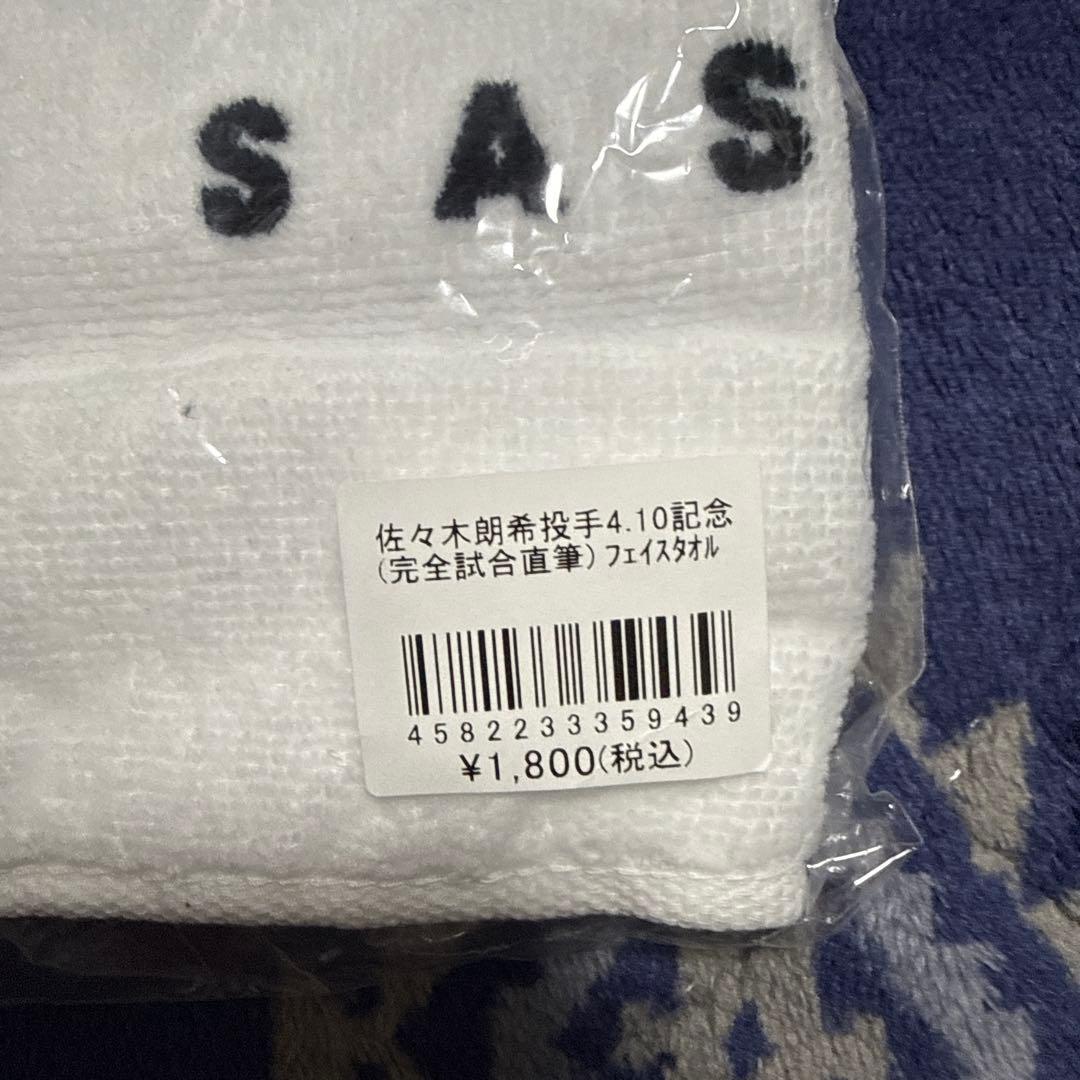 SAS
佐々木朗希投手4.10記念
(完全試合直筆)ﾌｪｲｽﾀｵﾙ
4582233359439
¥1,800(税込)